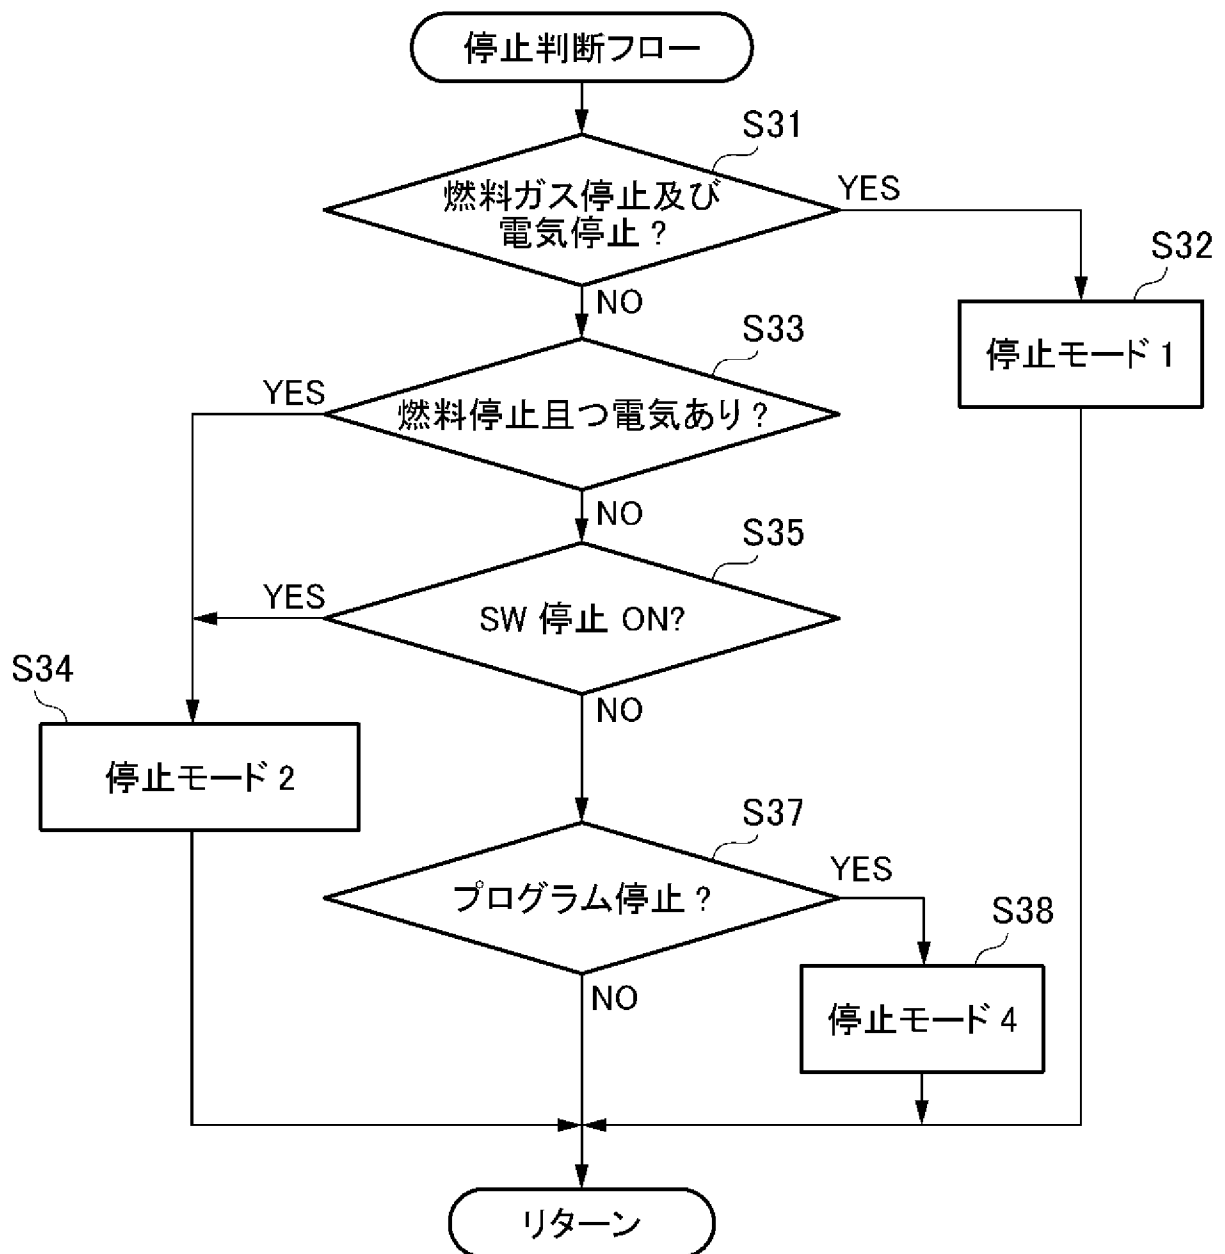 停止判断フロー
S31
燃料ガス停止及び
電気停止?
YES
NO
S32
停止モード 1
S33
YES
燃料停止且つ電気あり?
NO
S35
YES
SW 停止 ON?
NO
S34
停止モード 2
S37
プログラム停止?
YES
NO
S38
停止モード 4
リターン